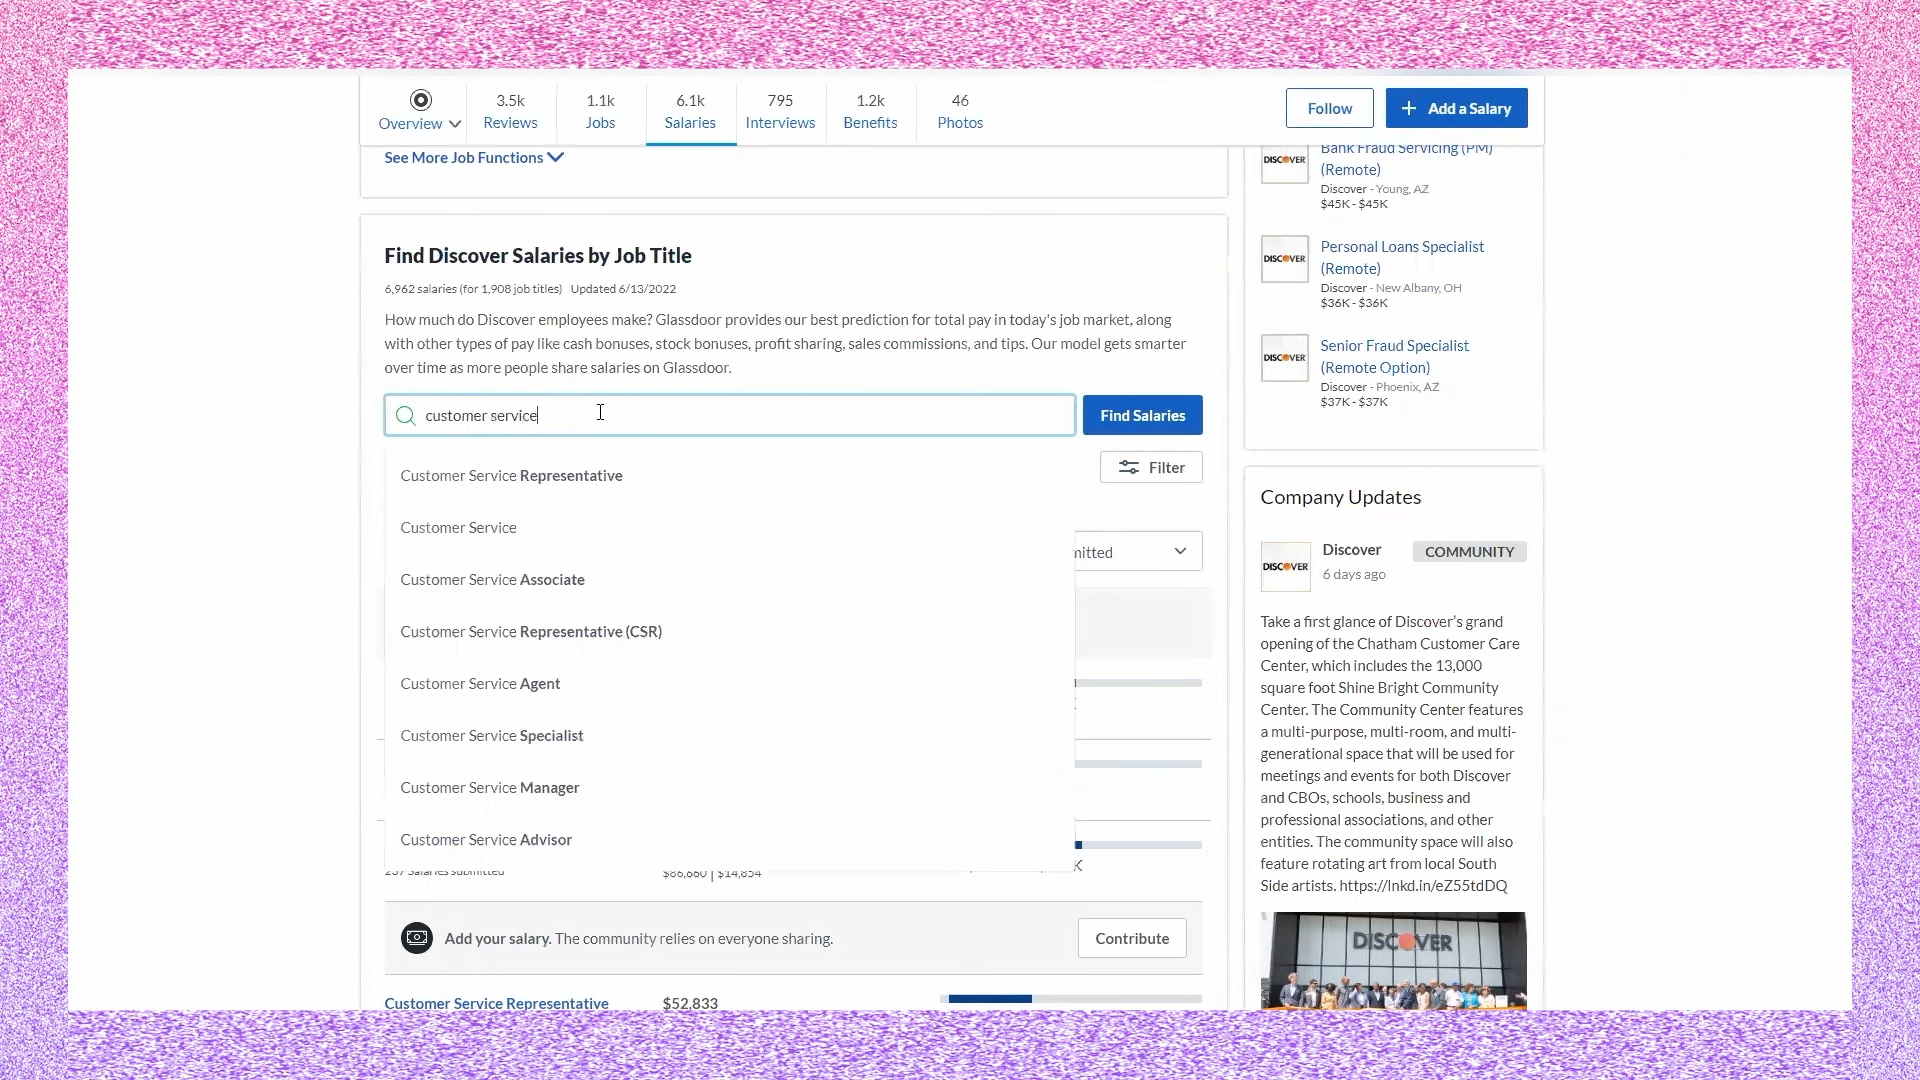 3.5k
1.1k
6.1k
795
1.2k
46
Overview
Reviews
Jobs
Salaries
Interviews
Benefits
Photos
Follow
+ Add a Salary
See More Job Functions
Find Discover Salaries by Job Title
6,962 salaries (for 1,908 job titles) Updated 6/13/2022
How much do Discover employees make? Glassdoor provides our best prediction for total pay in today's job market, along
with other types of pay like cash bonuses, stock bonuses, profit sharing, sales commissions, and tips. Our model gets smarter
over time as more people share salaries on Glassdoor.
customer service
Find Salaries
Customer Service Representative
Filter
Customer Service
mitted
Customer Service Associate
Customer Service Representative (CSR)
Customer Service Agent
Customer Service Specialist
Customer Service Manager
Customer Service Advisor
K
237 Salaries submitted
$86,660 | $14,854
Add your salary. The community relies on everyone sharing.
Contribute
Customer Service Representative
$52,833
DISCOVER
Bank Fraud Servicing (PM)
(Remote)
Discover - Young, AZ
$45K - $45K
DISCOVER
Personal Loans Specialist
(Remote)
Discover - New Albany, OH
$36K - $36K
DISCOVER
Senior Fraud Specialist
(Remote Option)
Discover - Phoenix, AZ
$37K - $37K
Company Updates
DISCOVER
Discover
COMMUNITY
6 days ago
Take a first glance of Discover’s grand
opening of the Chatham Customer Care
Center, which includes the 13,000
square foot Shine Bright Community
Center. The Community Center features
a multi-purpose, multi-room, and multi-
generational space that will be used for
meetings and events for both Discover
and CBOs, schools, business and
professional associations, and other
entities. The community space will also
feature rotating art from local South
Side artists. https://lnkd.in/eZ55tdDQ
DISCOVER